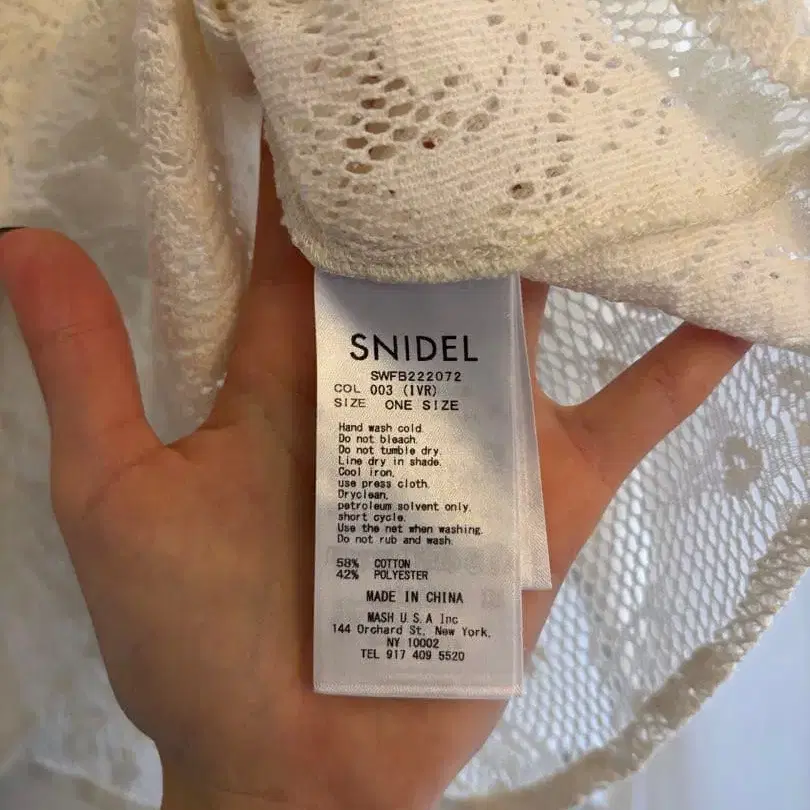 SNIDEL
SWFB222072
COL 003 (IVR)
SIZE ONE SIZE
Hand wash cold.
Do not bleach.
Do not tumble dry.
Line dry in shade.
Cool iron,
use press cloth.
Dryclean,
petroleum solvent only,
short cycle.
Use the net when washing.
Do not rub and wash.
58% COTTON
42% POLYESTER
MADE IN CHINA
MASH U.S.A Inc
144 Orchard St, New York,
NY 10002
TEL 917 409 5520